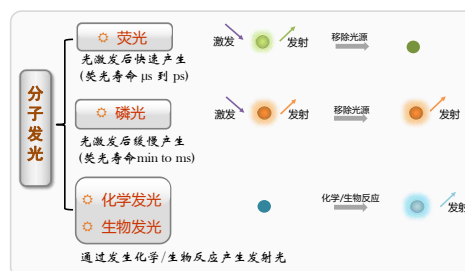 荧光
光激发后快速产生
(荧光寿命 μs 到 ps)
激发
发射
移除光源
分子发光
磷光
光激发后缓慢产生
(荧光寿命min to ms)
激发
发射
移除光源
发射
化学发光
生物发光
化学/生物反应
发射
通过发生化学/生物反应产生发射光